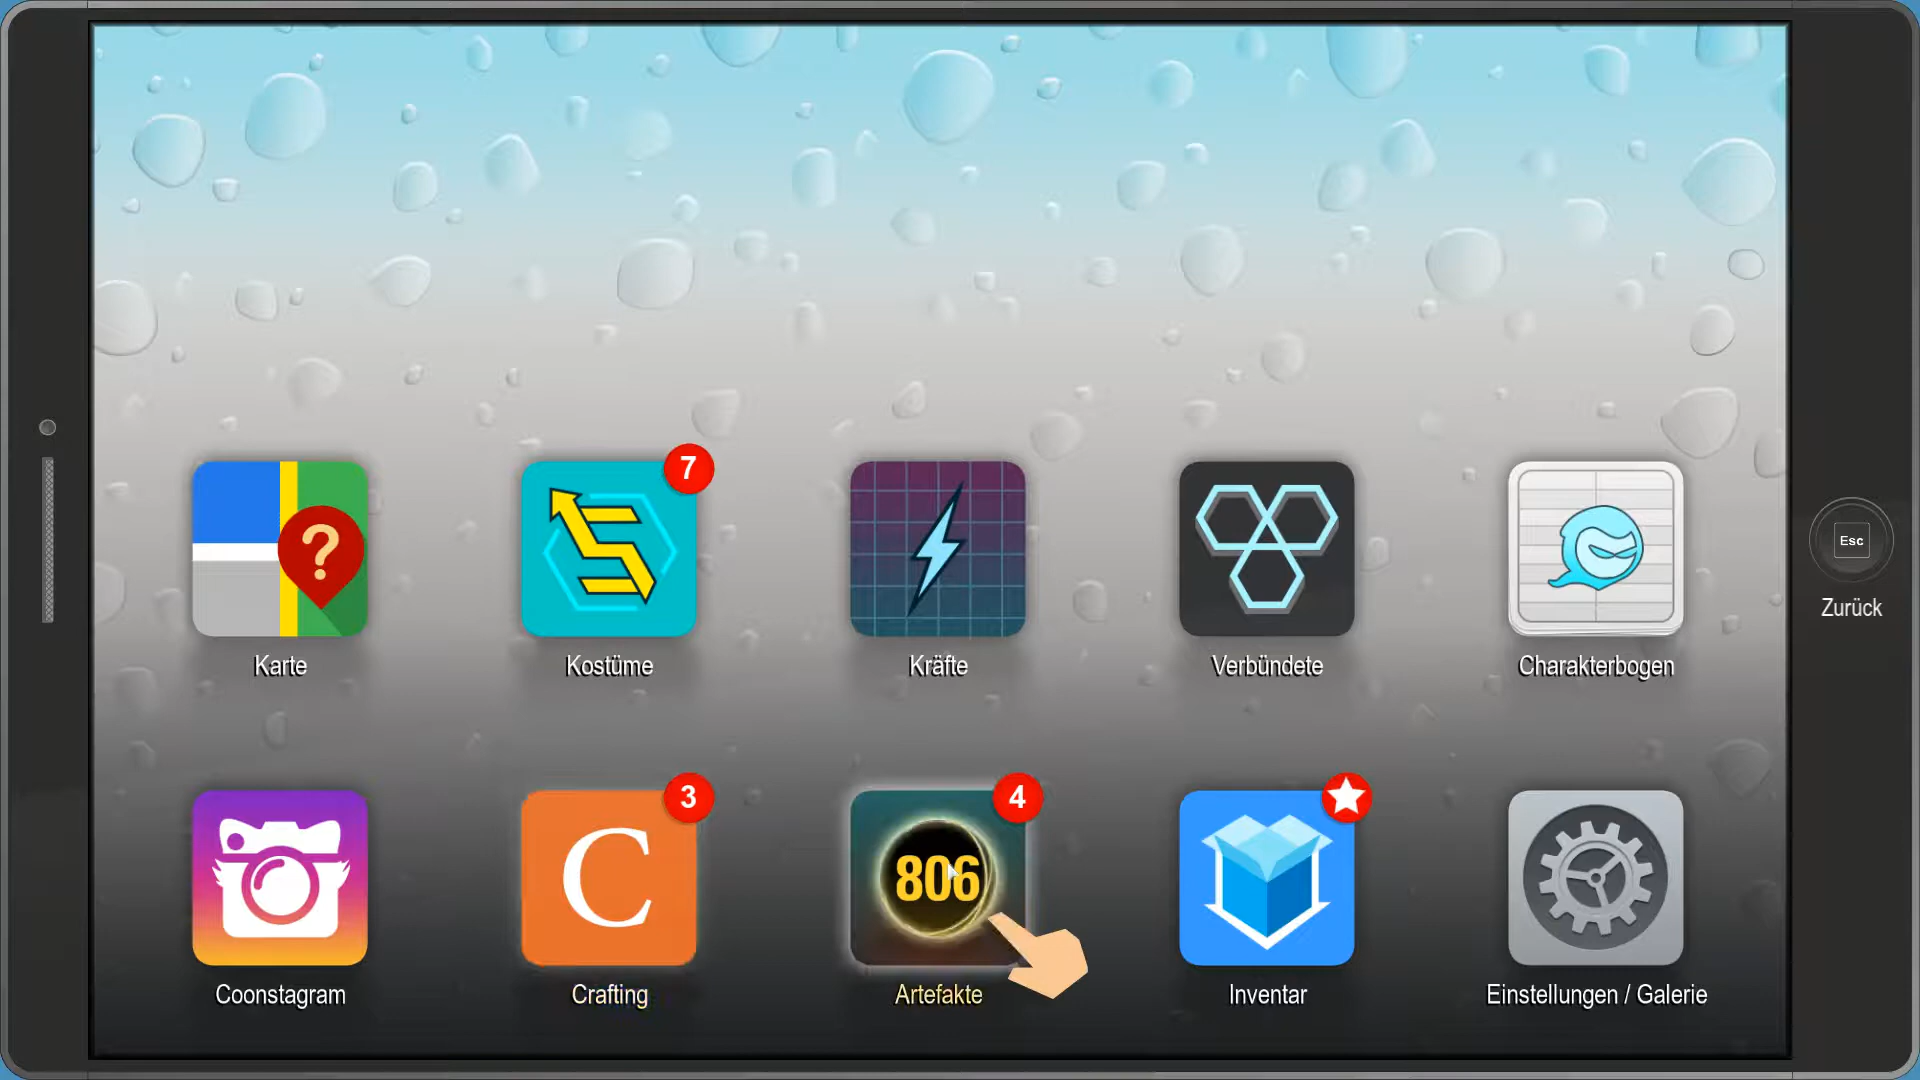 7
?
Esc
Zurück
Karte
Kostüme
Kräfte
Verbündete
Charakterbogen
3
4
C
806
Coonstagram
Crafting
Artefakte
Inventar
Einstellungen / Galerie